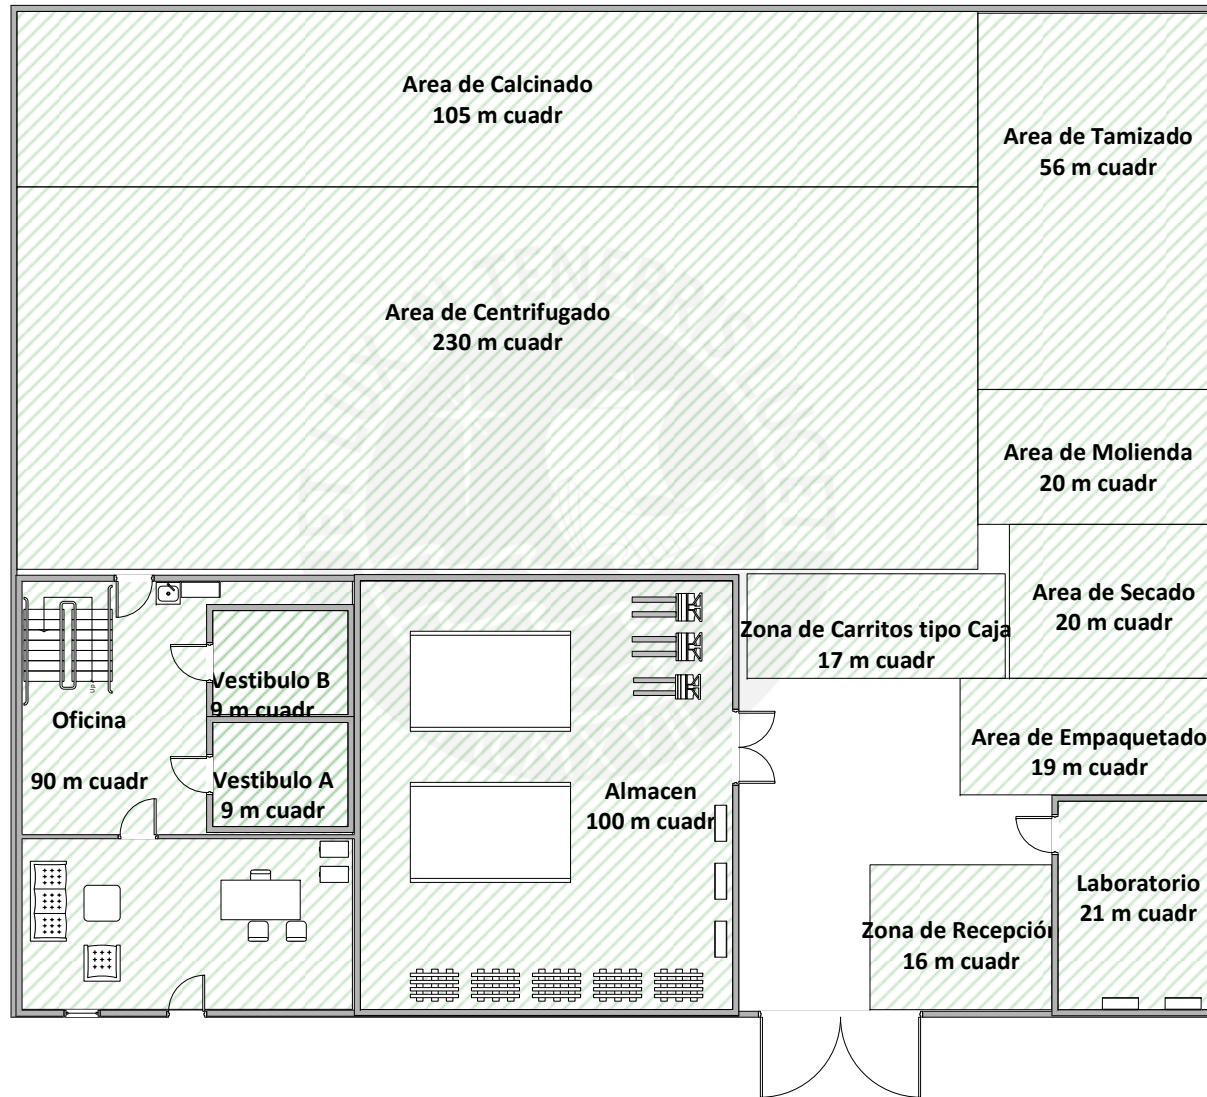 Area de Calcinado
105 m cuadr
Area de Tamizado
56 m cuadr
Area de Centrifugado
230 m cuadr
Area de Molienda
20 m cuadr
Area de Secado
20 m cuadr
Zona de Carritos tipo Caja
17 m cuadr
Vestibulo B
9 m cuadr
Up
Oficina
90 m cuadr
Area de Empaquetado
19 m cuadr
Vestibulo A
9 m cuadr
Almacen
100 m cuadr
Laboratorio
21 m cuadr
Zona de Recepción
16 m cuadr